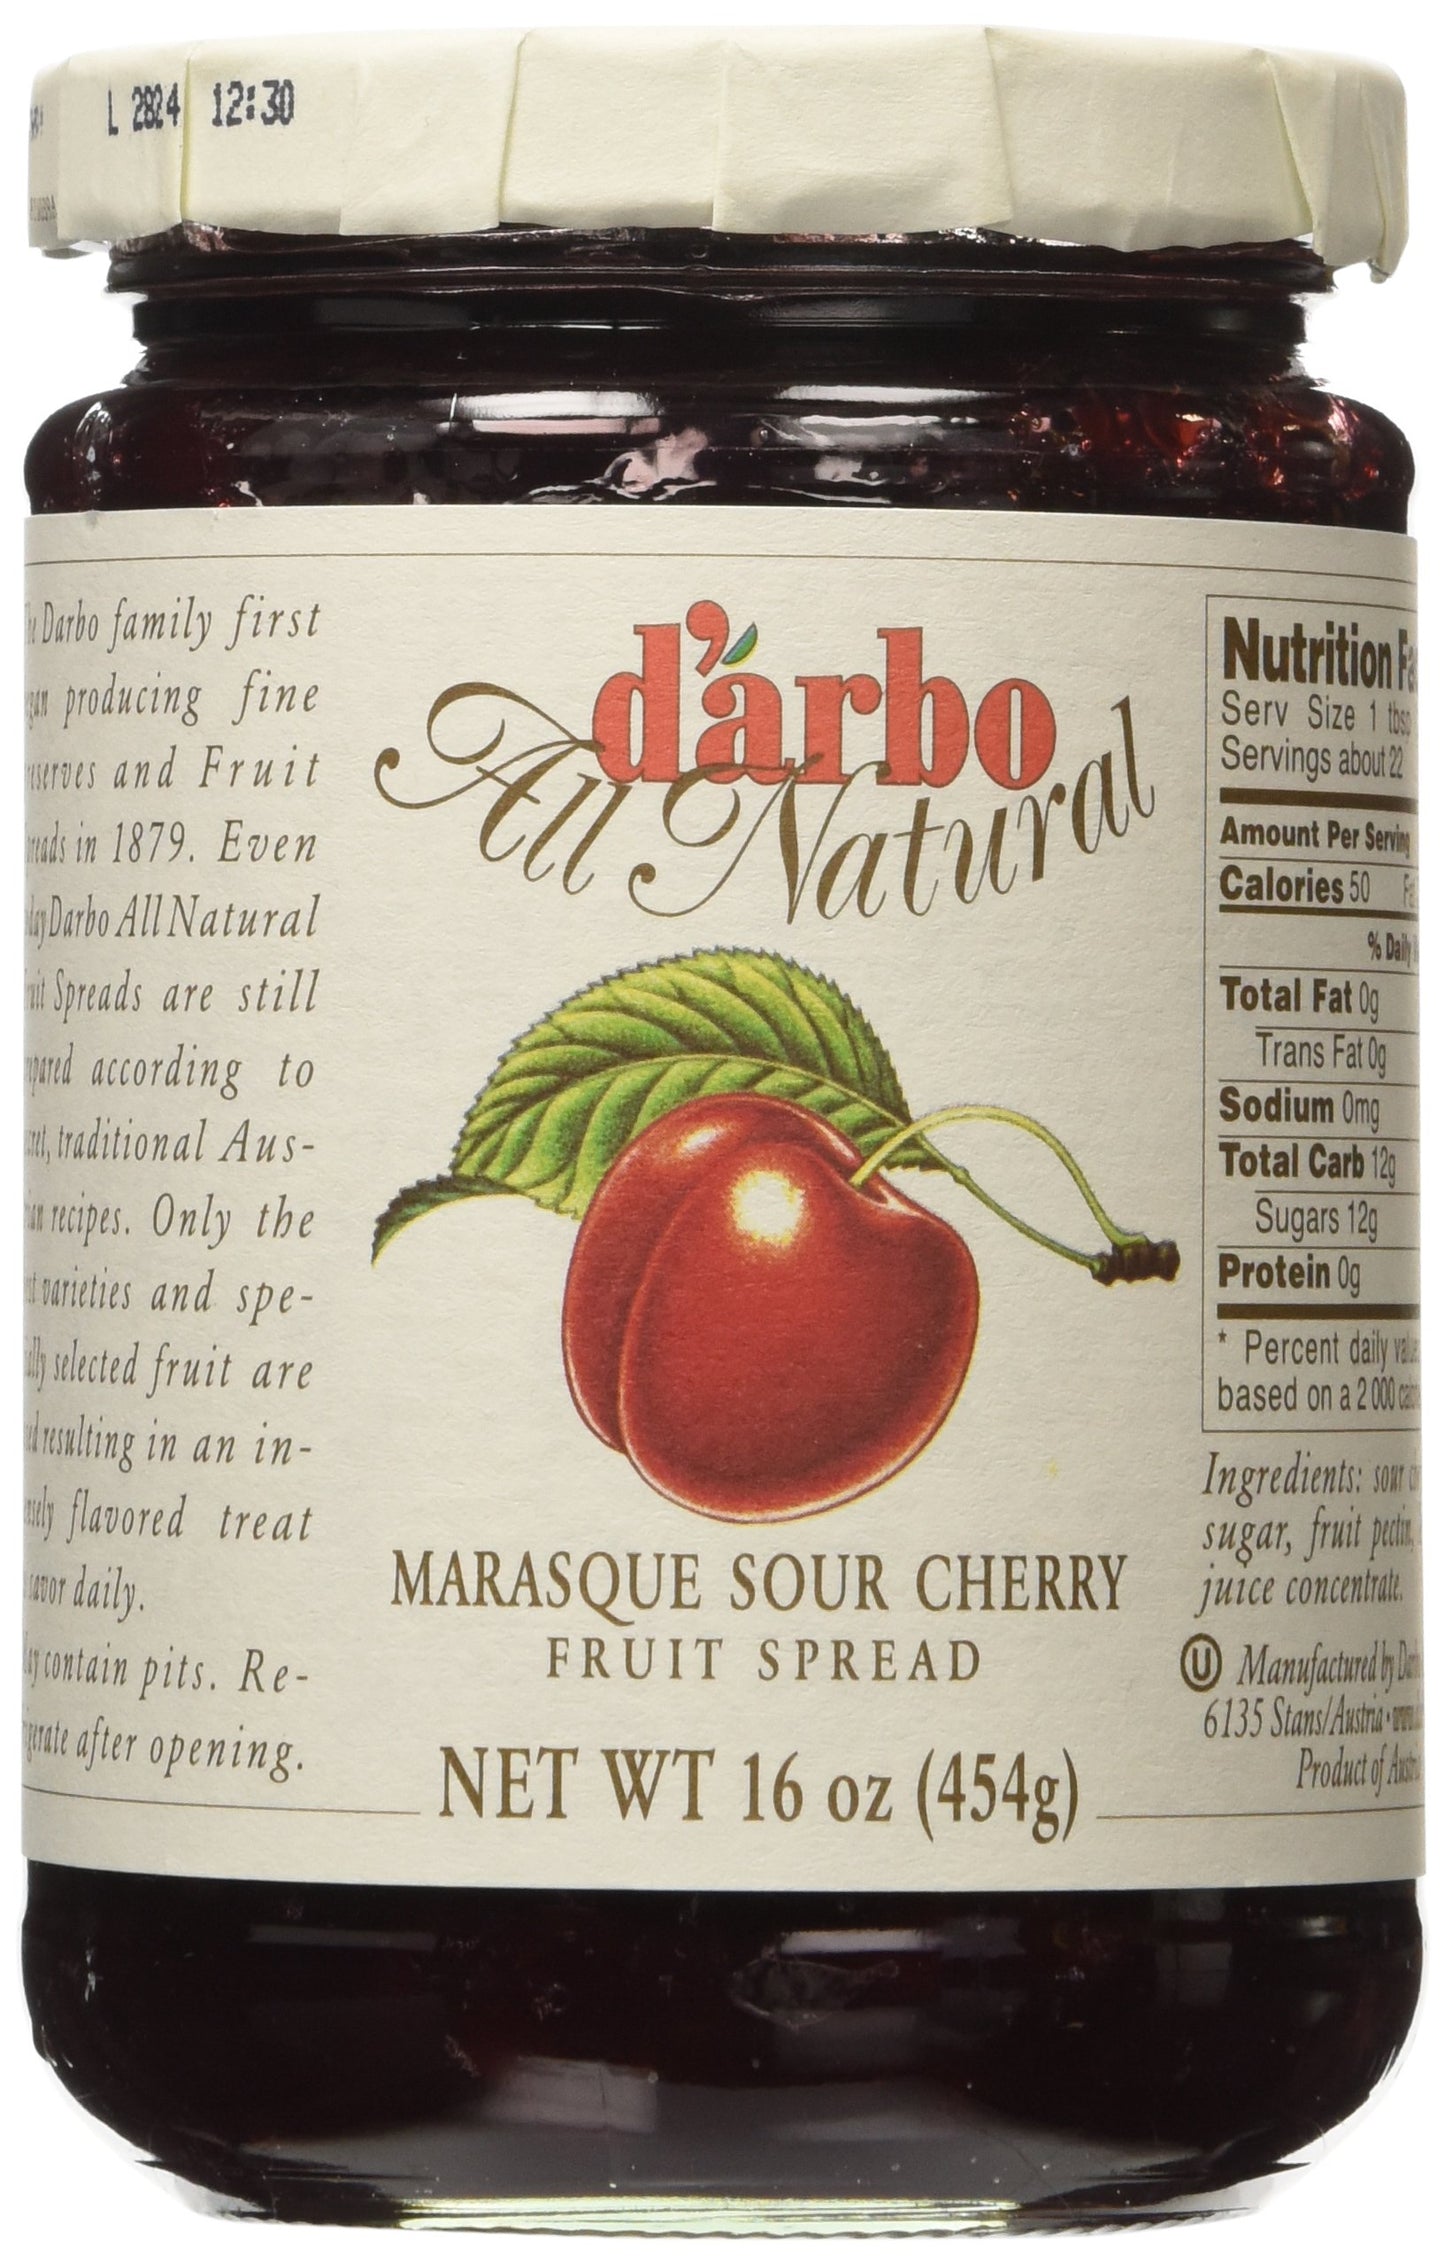 L 2824 12:30
Darbo family first
producing fine
and Fruit
in 1879. Even
Darbo All Natural
Spreads are still
according to
traditional Aus-
recipes. Only the
varieties and spe-
selected fruit are
resulting in an in-
flavored treat
daily.
contain pits. Re-
after opening.
d'arbo
All Natural
MARASQUE SOUR CHERRY
FRUIT SPREAD
NET WT 16 oz (454g)
Nutrition
Serv Size 1 tbsp
Servings about 22
Amount Per Serving
Calories 50
% Daily
Total Fat 0g
Trans Fat 0g
Sodium 0mg
Total Carb 12g
Sugars 12g
Protein 0g
* Percent daily
based on a 2 000
Ingredients: sour
sugar, fruit pectin,
juice concentrate.
U Manufactured by
6135 Stans/Austria •
Product of